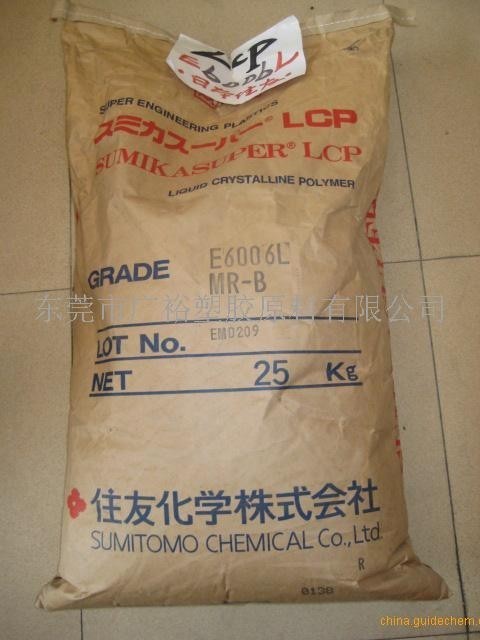 LCP
E6006L
·日本住友·
SUPER ENGINEERING PLASTICS
スミカスーパー® LCP
SUMIKASUPER® LCP
LIQUID CRYSTALLINE POLYMER
GRADE E6006L
MR-B
东莞市广裕塑胶原料有限公司
LOT No. EMD209
NET 25 Kg
住友化学株式会社
SUMITOMO CHEMICAL Co.,Ltd.
R
0138
china.guidechem.com